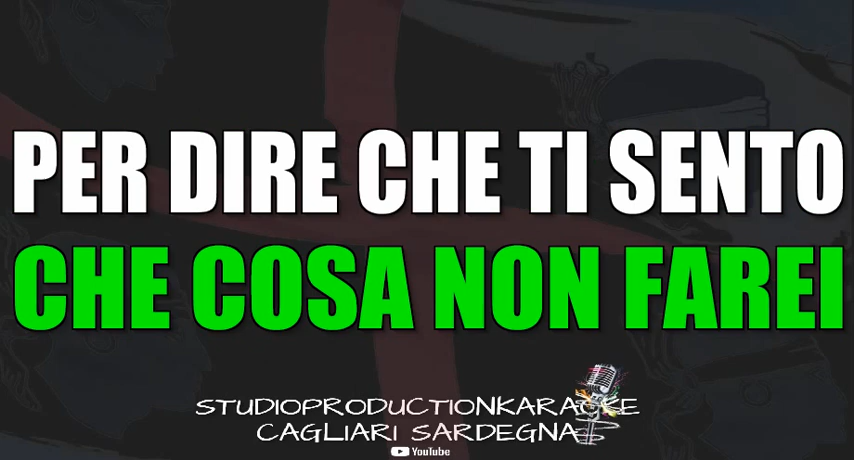 PER DIRE CHE TI SENTO
CHE COSA NON FAREI
STUDIOPRODUCTIONKARAOKE
CAGLIARI SARDEGNA
YouTube